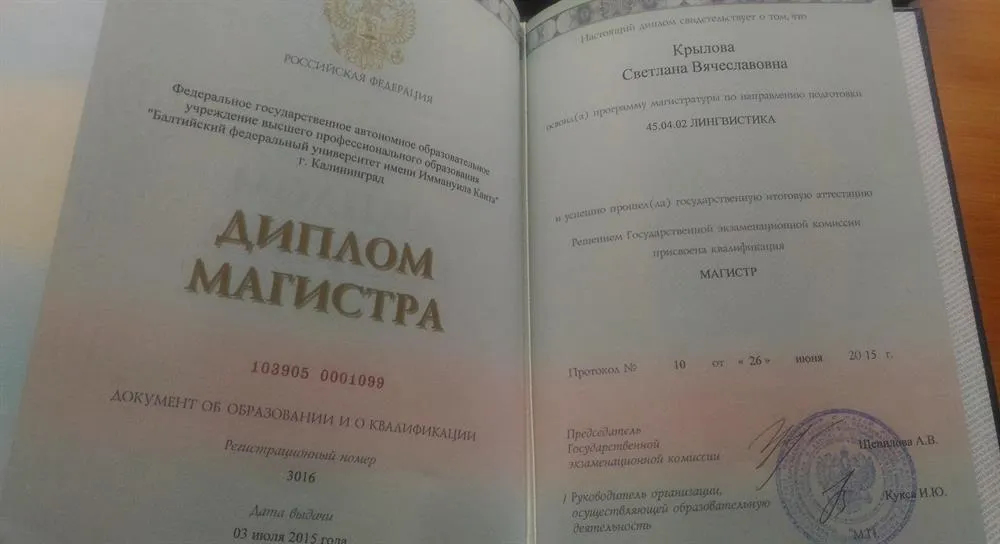 РОССИЙСКАЯ ФЕДЕРАЦИЯ
Федеральное государственное автономное образовательное
учреждение высшего профессионального образования
"Балтийский федеральный университет имени Иммануила Канта"
г. Калининград
ДИПЛОМ
МАГИСТРА
103905 0001099
ДОКУМЕНТ ОБ ОБРАЗОВАНИИ И О КВАЛИФИКАЦИИ
Регистрационный номер
3016
Дата выдачи
03 июля 2015 года
Настоящий диплом свидетельствует о том, что
Крылова
Светлана Вячеславовна
освоил(а) программу магистратуры по направлению подготовки
45.04.02 ЛИНГВИСТИКА
и успешно прошел(ла) государственную итоговую аттестацию
Решением Государственной экзаменационной комиссии
присвоена квалификация
МАГИСТР
Протокол № 10 от « 26 » июня 2015 г.
Председатель
Государственной
экзаменационной комиссии
Шевилова А.В.
Руководитель организации,
осуществляющей образовательную
деятельность
Кукса И.Ю.
М.П.